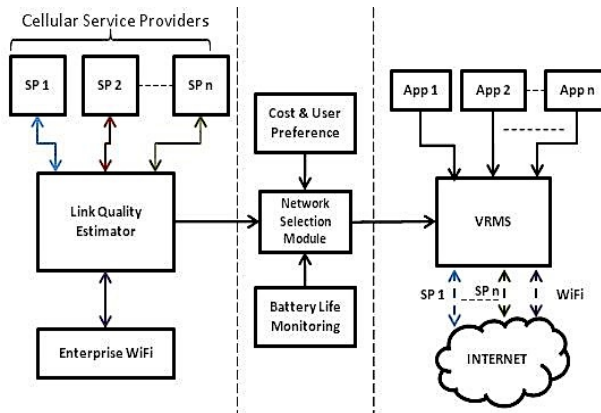 Cellular Service Providers
SP 1
SP 2
SP n
App 1
App 2
App n
Cost & User
Preference
Link Quality
Estimator
Network
Selection
Module
VRMS
Battery Life
Monitoring
Enterprise WiFi
SP 1
SP n
WiFi
INTERNET